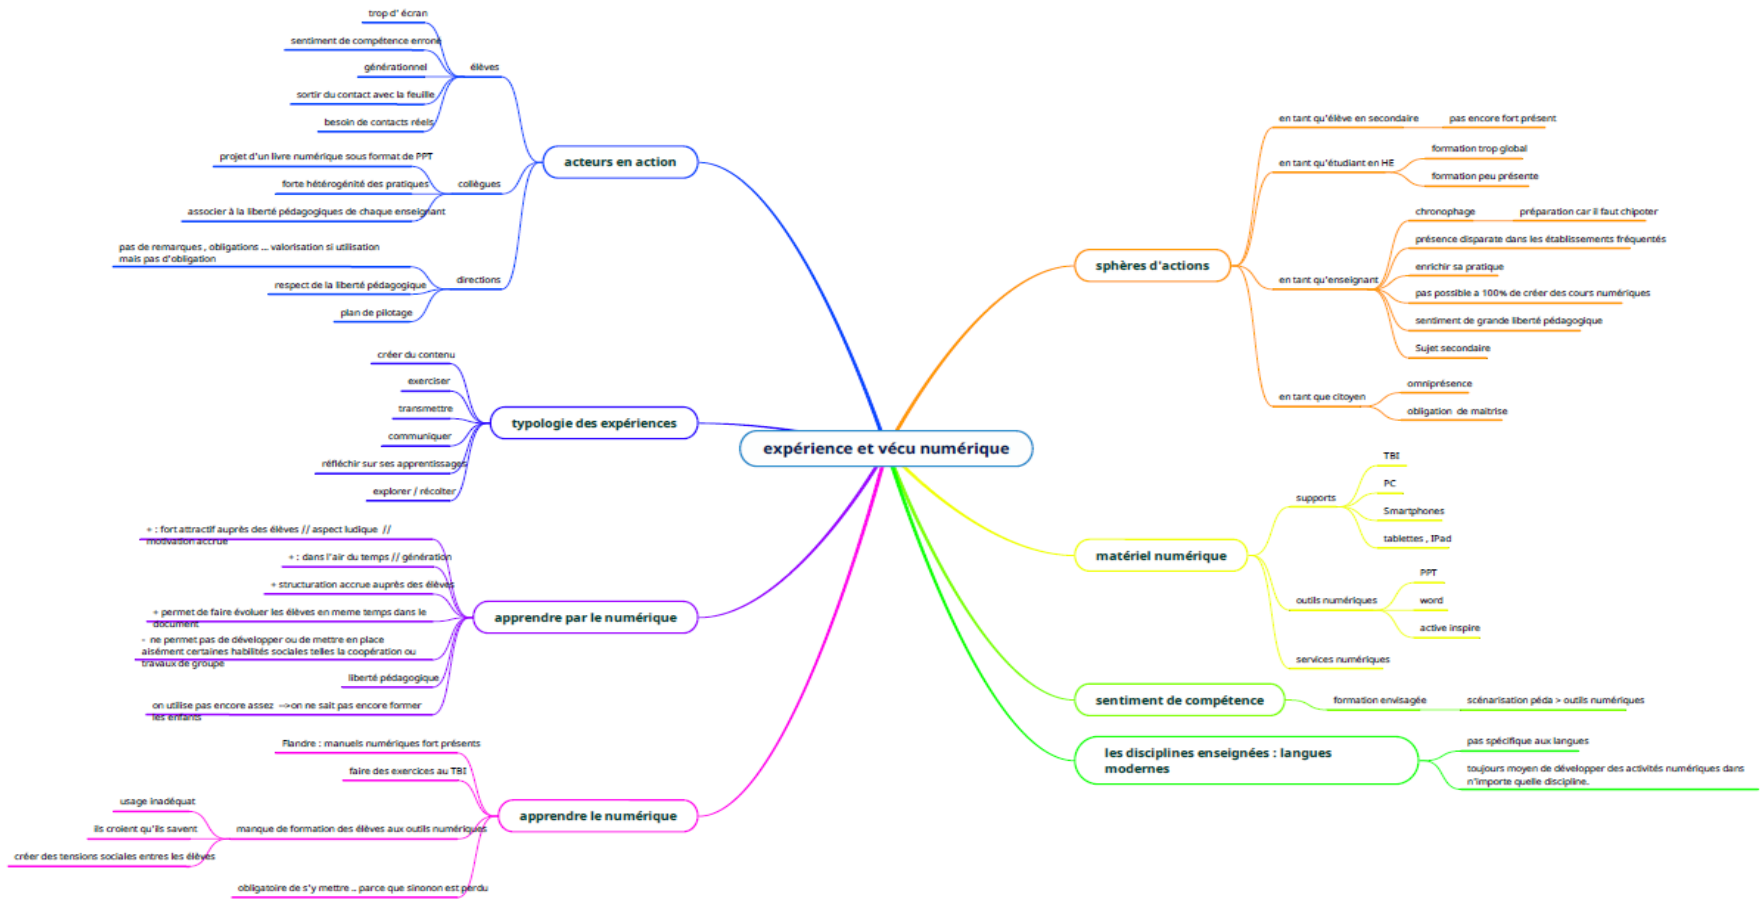 expérience et vécu numérique
acteurs en action
élèves
trop d' écran
sentiment de compétence erroné
générationnel
sortir du contact avec la feuille
besoin de contacts réels
collègues
projet d'un livre numérique sous format de PPT
forte hétérogénité des pratiques
associer à la liberté pédagogiques de chaque enseignant
directions
pas de remarques , obligations ... valorisation si utilisation
mais pas d'obligation
respect de la liberté pédagogique
plan de pilotage
typologie des expériences
créer du contenu
exerciser
transmettre
communiquer
réfléchir sur ses apprentissages
explorer / récolter
apprendre par le numérique
+ : fort attractif auprès des élèves // aspect ludique //
motivation accrue
+ : dans l'air du temps // génération
+ structuration accrue auprès des élèves
+ permet de faire évoluer les élèves en meme temps dans le
document
- ne permet pas de développer ou de mettre en place
aisément certaines habilités sociales telles la coopération ou
travaux de groupe
liberté pédagogique
on utilise pas encore assez -->on ne sait pas encore former
les enfants
apprendre le numérique
Flandre : manuels numériques fort présents
faire des exercices au TBI
manque de formation des élèves aux outils numériques
usage inadéquat
ils croient qu'ils savent
créer des tensions sociales entres les élèves
obligatoire de s'y mettre .. parce que sinonon est perdu
sphères d'actions
en tant qu'élève en secondaire
pas encore fort présent
en tant qu'étudiant en HE
formation trop global
formation peu présente
en tant qu'enseignant
chronophage
préparation car il faut chipoter
présence disparate dans les établissements fréquentés
enrichir sa pratique
pas possible a 100% de créer des cours numériques
sentiment de grande liberté pédagogique
Sujet secondaire
en tant que citoyen
omniprésence
obligation de maitrise
matériel numérique
supports
TBI
PC
Smartphones
tablettes , IPad
outils numériques
PPT
word
active inspire
services numériques
sentiment de compétence
formation envisagée
scénarisation péda > outils numériques
les disciplines enseignées : langues
modernes
pas spécifique aux langues
toujours moyen de développer des activités numériques dans
n'importe quelle discipline.